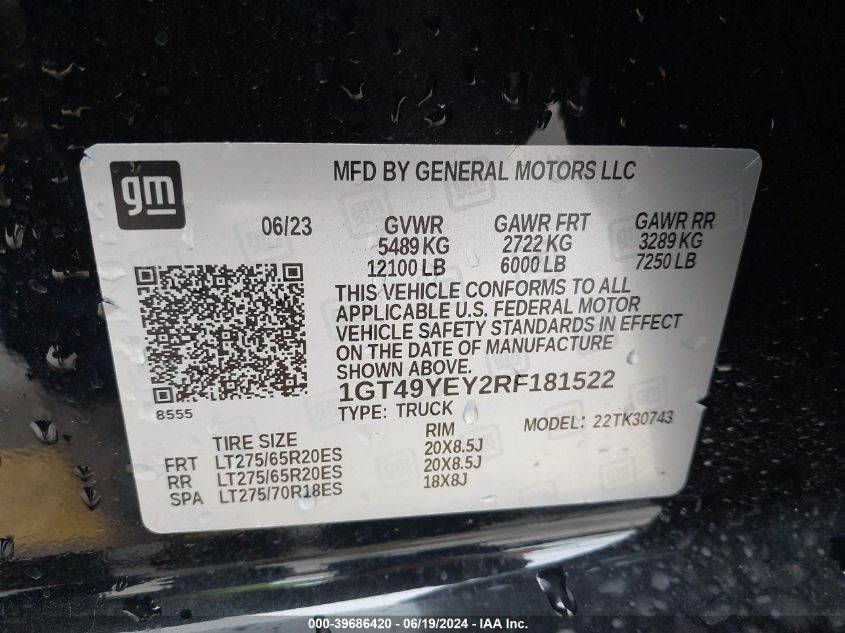 gm
MFD BY GENERAL MOTORS LLC
06/23 GVWR GAWR FRT GAWR RR
5489 KG 2722 KG 3289 KG
12100 LB 6000 LB 7250 LB
THIS VEHICLE CONFORMS TO ALL
APPLICABLE U.S. FEDERAL MOTOR
VEHICLE SAFETY STANDARDS IN EFFECT
ON THE DATE OF MANUFACTURE
SHOWN ABOVE.
1GT49YEY2RF181522
8555
TYPE: TRUCK MODEL: 22TK30743
TIRE SIZE RIM
FRT LT275/65R20ES 20X8.5J
RR LT275/65R20ES 20X8.5J
SPA LT275/70R18ES 18X8J
000-39686420 - 06/19/2024 - IAA Inc.